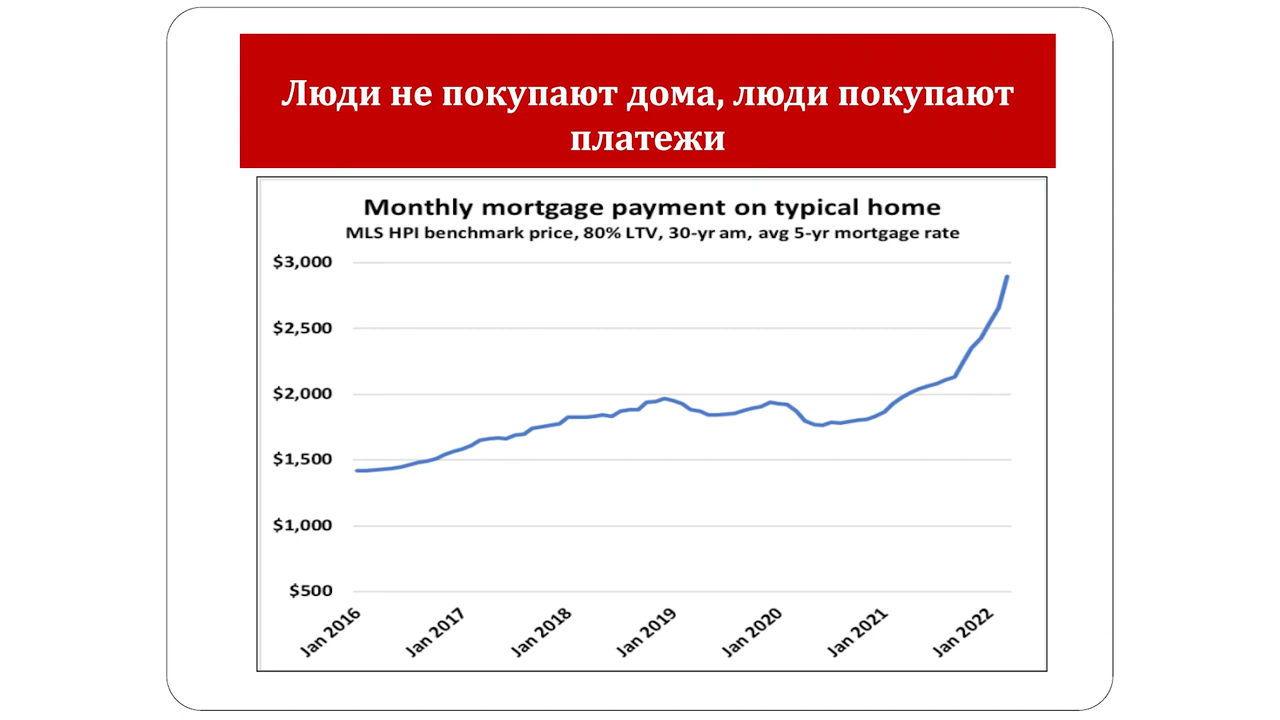 Люди не покупают дома, люди покупают
платежи
Monthly mortgage payment on typical home
MLS HPI benchmark price, 80% LTV, 30-yr am, avg 5-yr mortgage rate
$3,000
$2,500
$2,000
$1,500
$1,000
$500
Jan 2016
Jan 2017
Jan 2018
Jan 2019
Jan 2020
Jan 2021
Jan 2022